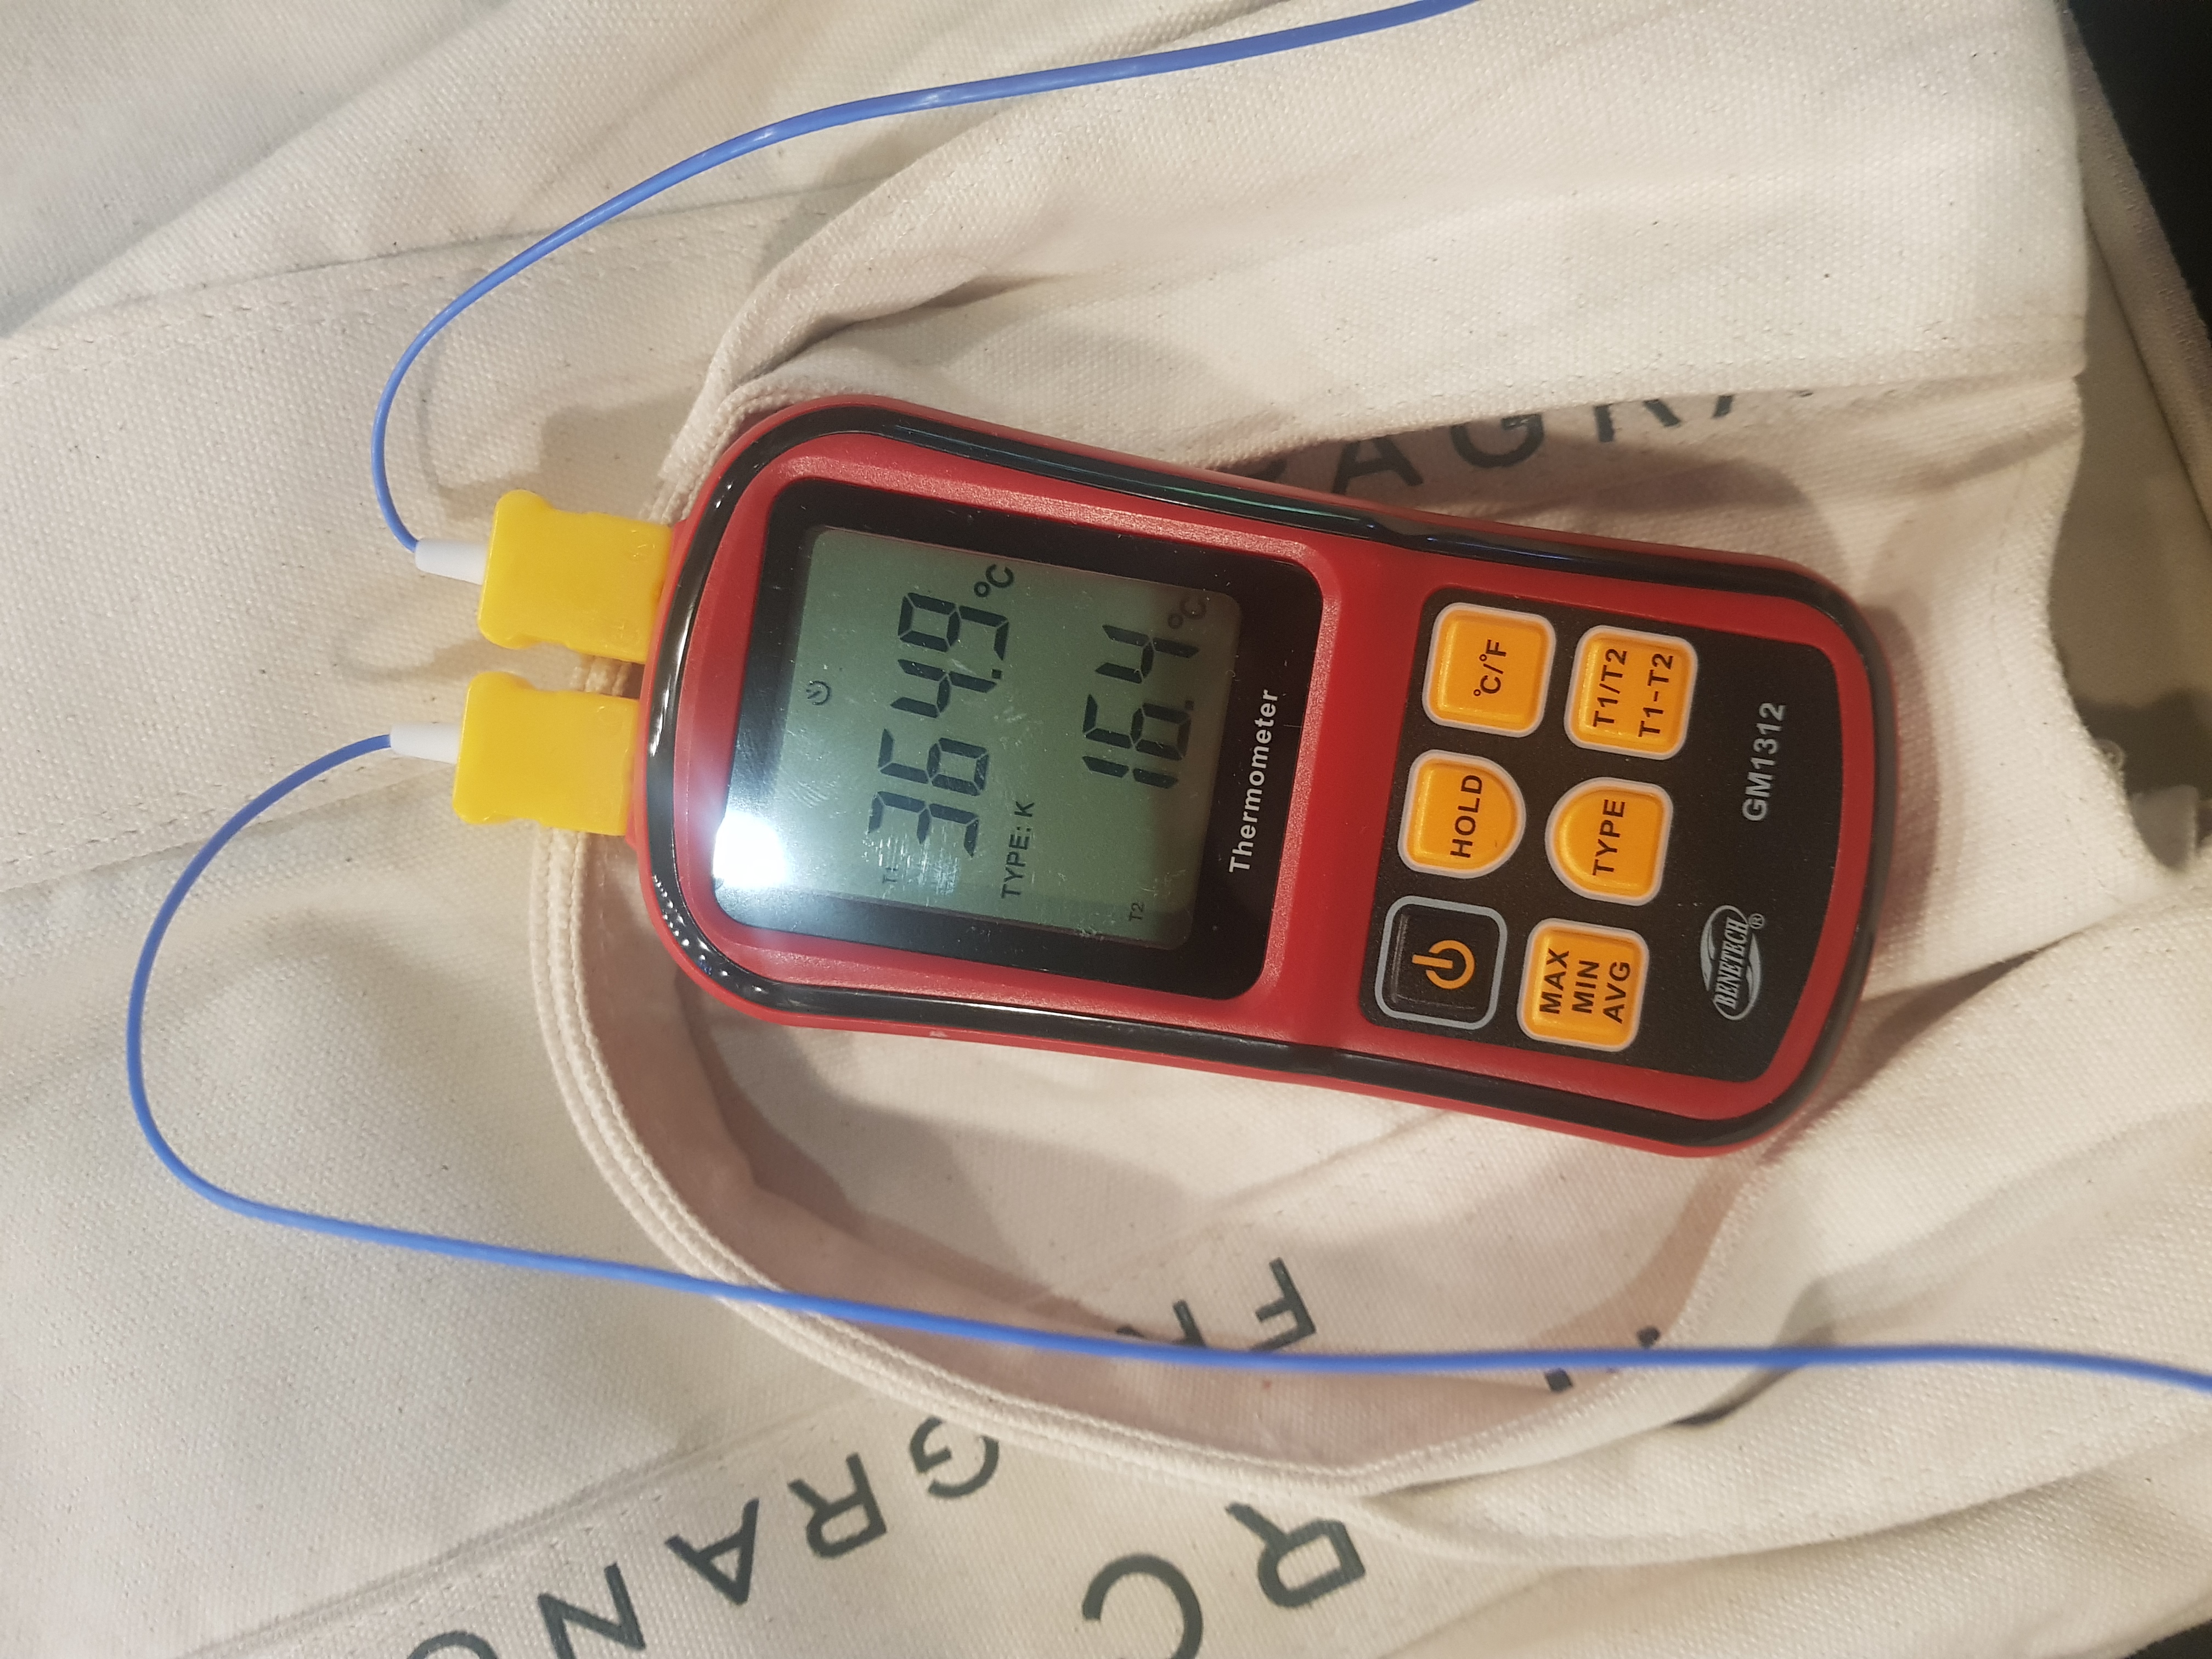 T1
364.9 °C
TYPE: K
T2
16.4 °C
Thermometer
HOLD
°C/°F
MAX
MIN
AVG
TYPE
T1/T2
T1-T2
BENETECH ®
GM1312